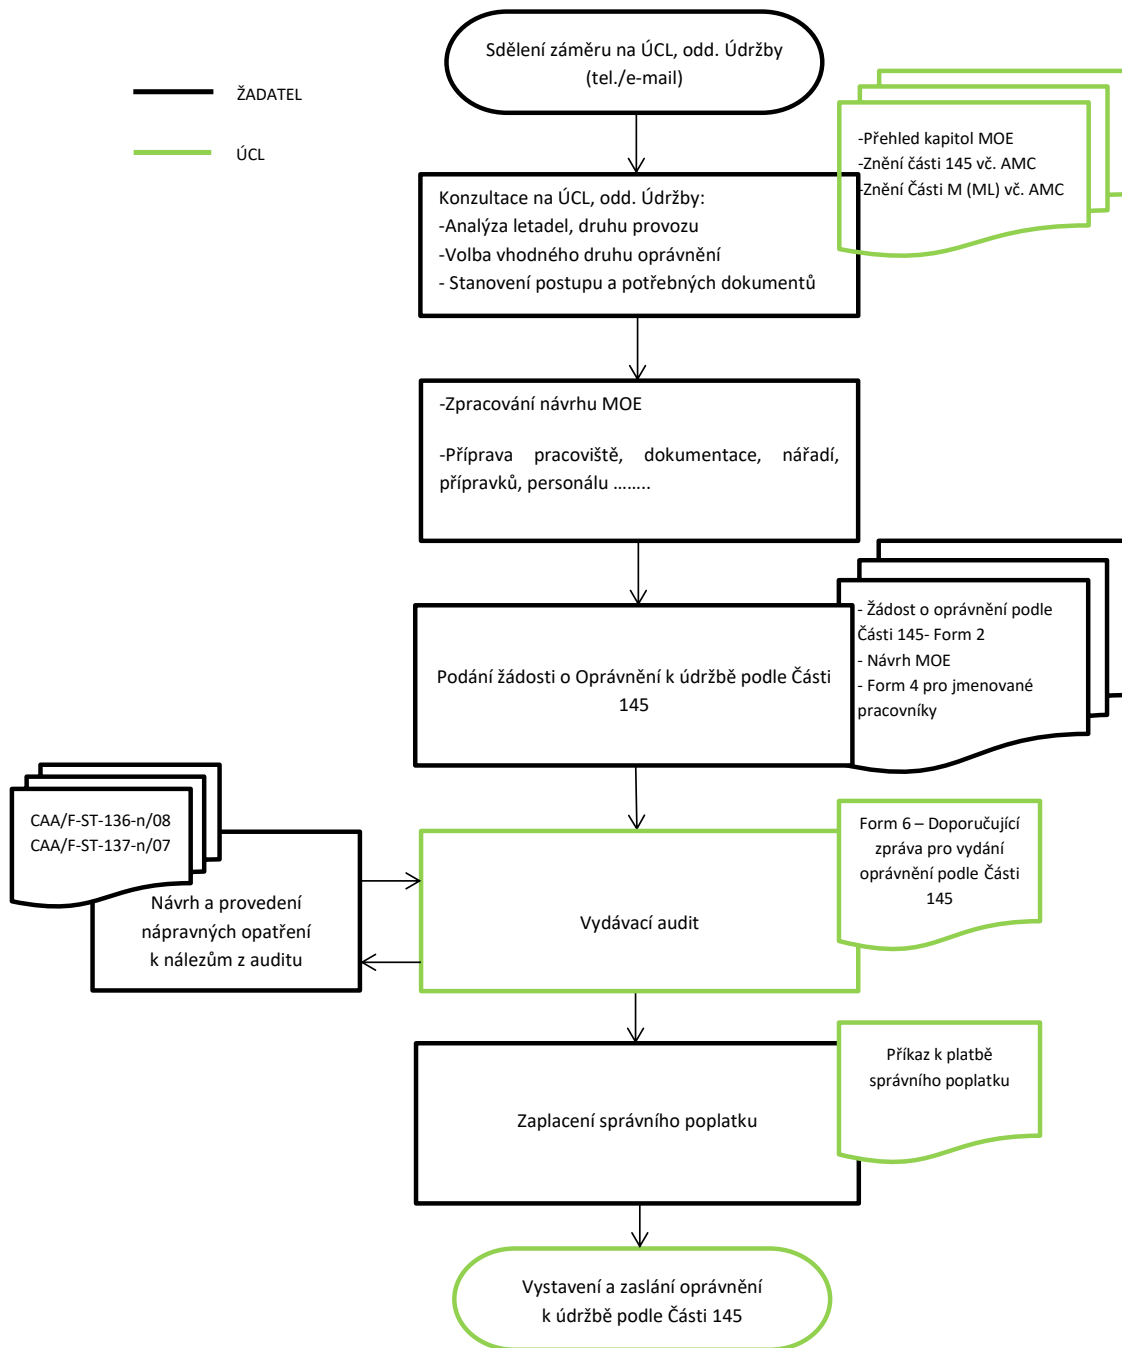 Sdělení záměru na ÚCL, odd. Údržby
(tel./e-mail)
ŽADATEL
ÚCL
-Přehled kapitol MOE
-Znění části 145 vč. AMC
-Znění Části M (ML) vč. AMC
Konzultace na ÚCL, odd. Údržby:
-Analýza letadel, druhu provozu
-Volba vhodného druhu oprávnění
- Stanovení postupu a potřebných dokumentů
-Zpracování návrhu MOE
-Příprava pracoviště, dokumentace, nářadí,
přípravků, personálu ........
- Žádost o oprávnění podle
Části 145- Form 2
- Návrh MOE
- Form 4 pro jmenované
pracovníky
Podání žádosti o Oprávnění k údržbě podle Části
145
CAA/F-ST-136-n/08
CAA/F-ST-137-n/07
Návrh a provedení
nápravných opatření
k nálezům z auditu
Vydávací audit
Form 6 – Doporučující
zpráva pro vydání
oprávnění podle Části
145
Příkaz k platbě
správního poplatku
Zaplacení správního poplatku
Vystavení a zaslání oprávnění
k údržbě podle Části 145